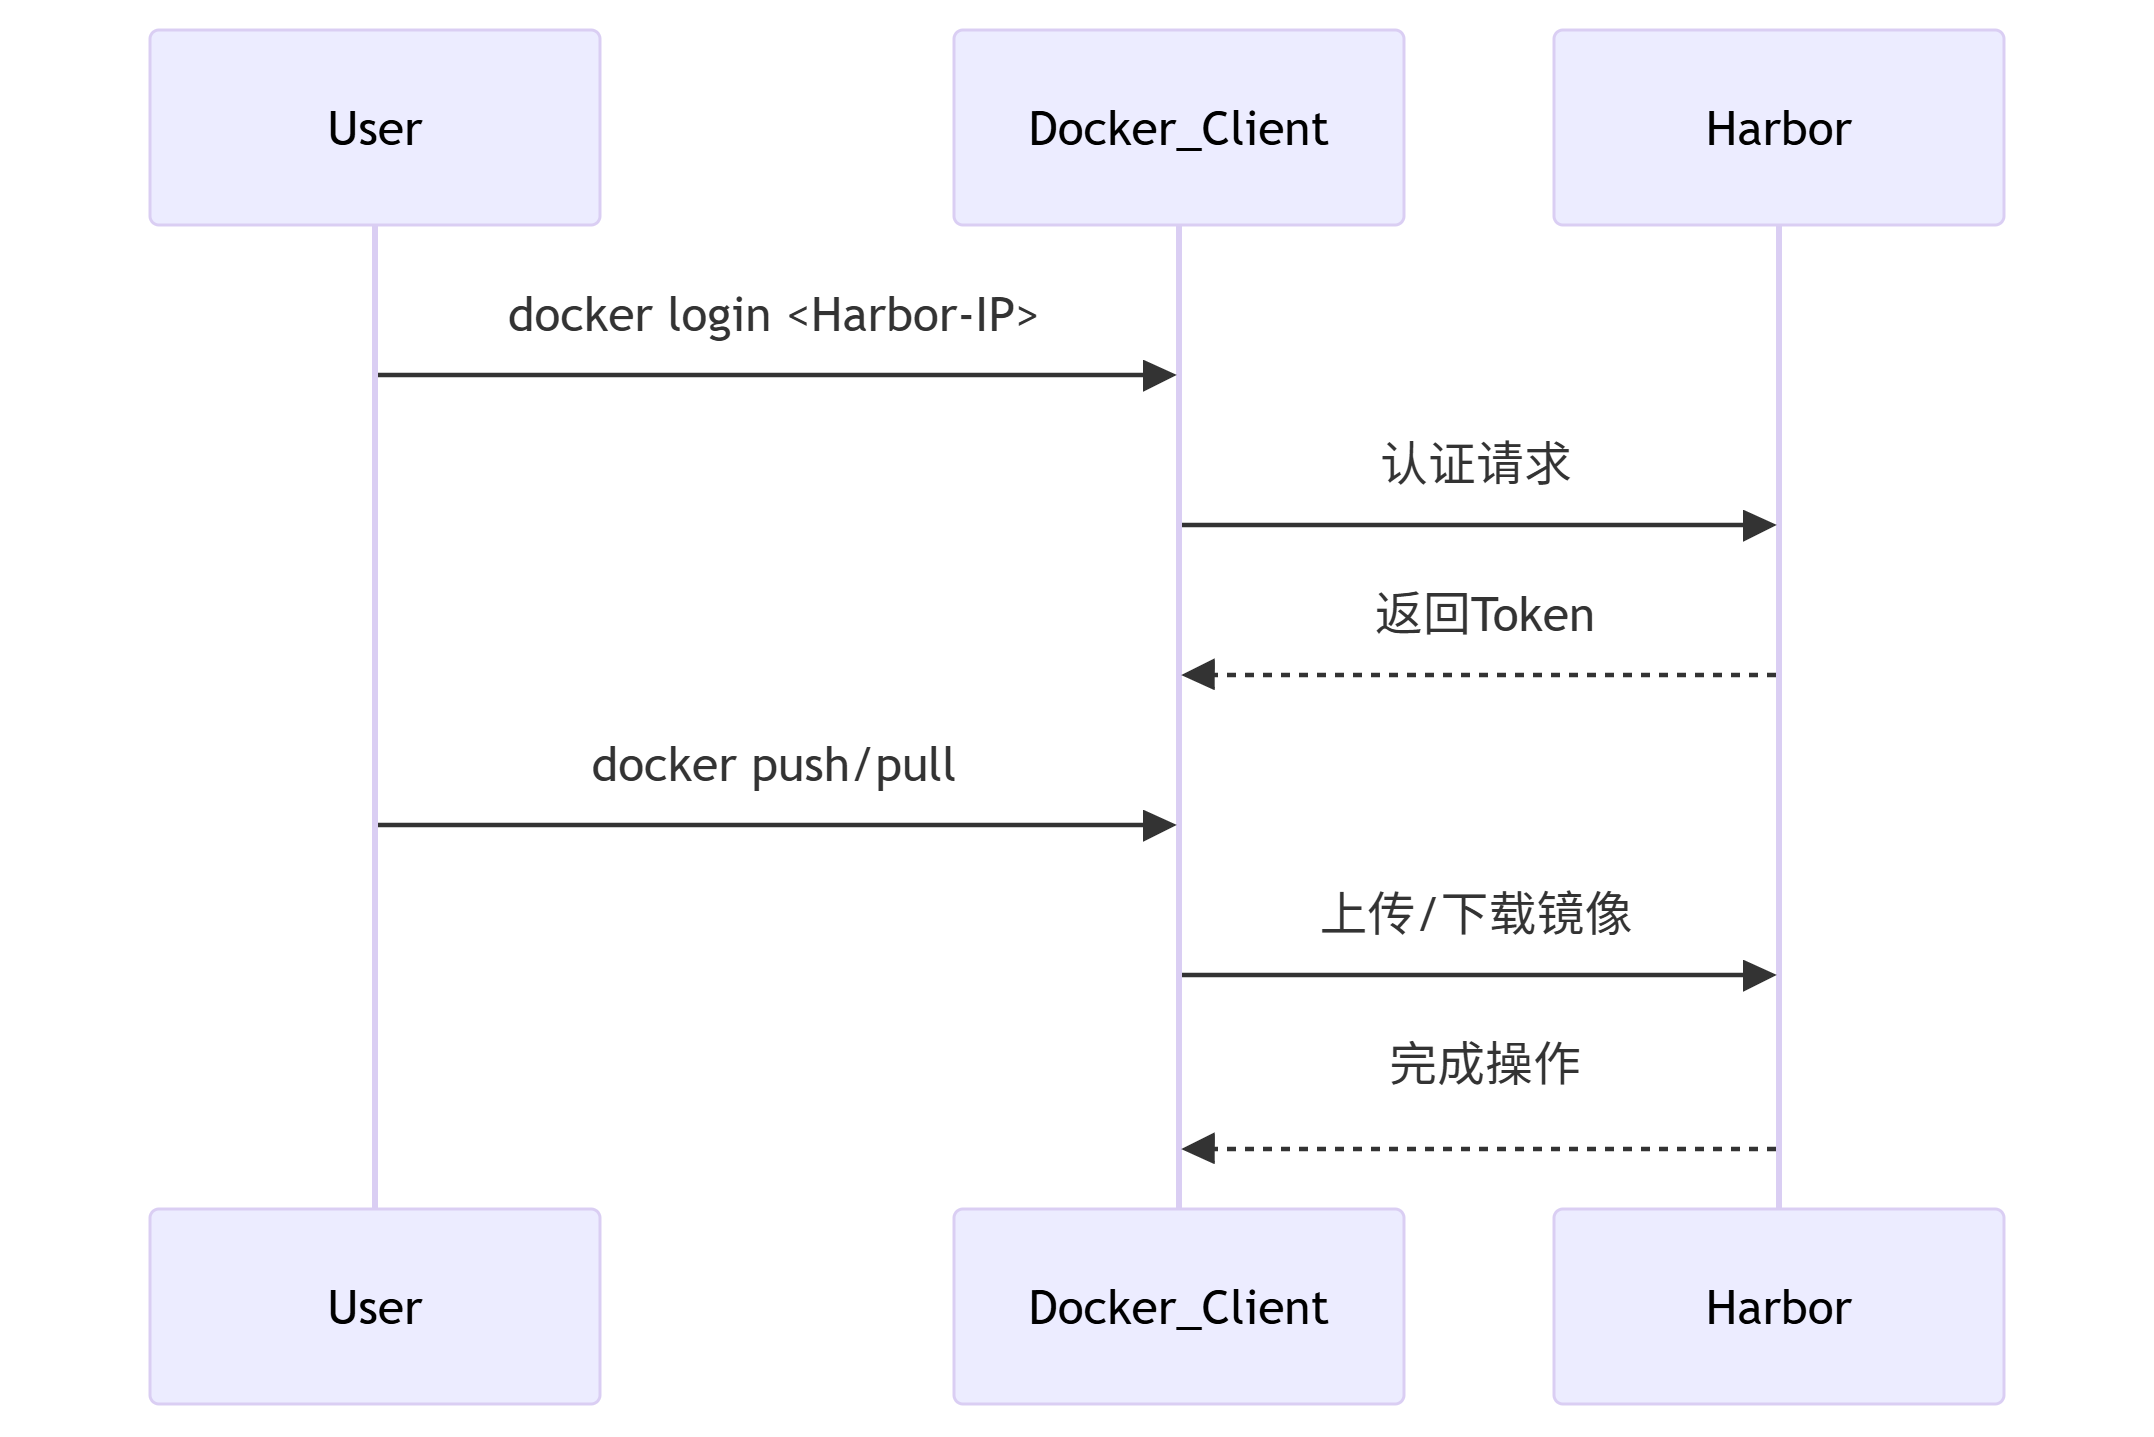 User
Docker_Client
Harbor
docker login <Harbor-IP>
认证请求
返回Token
docker push/pull
上传/下载镜像
完成操作
User
Docker_Client
Harbor